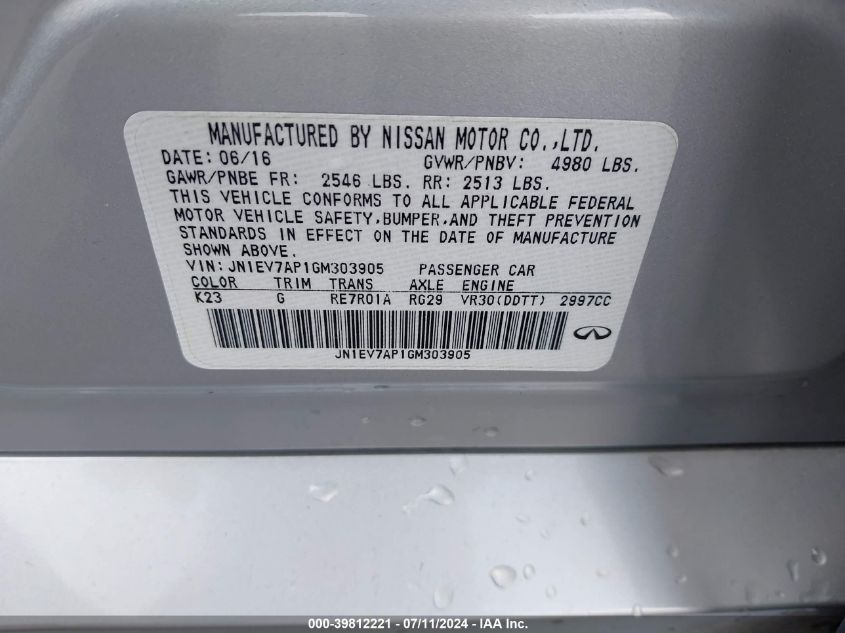 MANUFACTURED BY NISSAN MOTOR CO.,LTD.
DATE: 06/16 GVWR/PNBV: 4980 LBS.
GAWR/PNBE FR: 2546 LBS. RR: 2513 LBS.
THIS VEHICLE CONFORMS TO ALL APPLICABLE FEDERAL
MOTOR VEHICLE SAFETY,BUMPER,AND THEFT PREVENTION
STANDARDS IN EFFECT ON THE DATE OF MANUFACTURE
SHOWN ABOVE.
VIN: JN1EV7AP1GM303905 PASSENGER CAR
COLOR TRIM TRANS AXLE ENGINE
K23 G RE7R01A RG29 VR30(DDTT) 2997CC
JN1EV7AP1GM303905
000-39812221 - 07/11/2024 - IAA Inc.